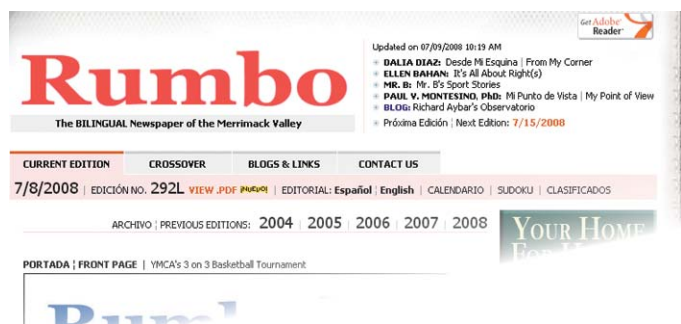 Get Adobe
Reader
Updated on 07/09/2008 10:19 AM
DALIA DIAZ: Desde Mi Esquina | From My Corner
ELLEN BAHAN: It's All About Right(s)
MR. B: Mr. B's Sport Stories
PAUL V. MONTESINO, PhD: Mi Punto de Vista | My Point of View
BLOG: Richard Aybar's Observatorio
Próxima Edición | Next Edition: 7/15/2008
Rumbo
The BILINGUAL Newspaper of the Merrimack Valley
CURRENT EDITION CROSSOVER BLOGS & LINKS CONTACT US
7/8/2008 | EDICIÓN NO. 292L VIEW .PDF ¡NUEVO! | EDITORIAL: Español | English | CALENDARIO | SUDOKU | CLASIFICADOS
ARCHIVO | PREVIOUS EDITIONS: 2004 | 2005 | 2006 | 2007 | 2008
YOUR HOME
PORTADA | FRONT PAGE | YMCA's 3 on 3 Basketball Tournament
Rumbo